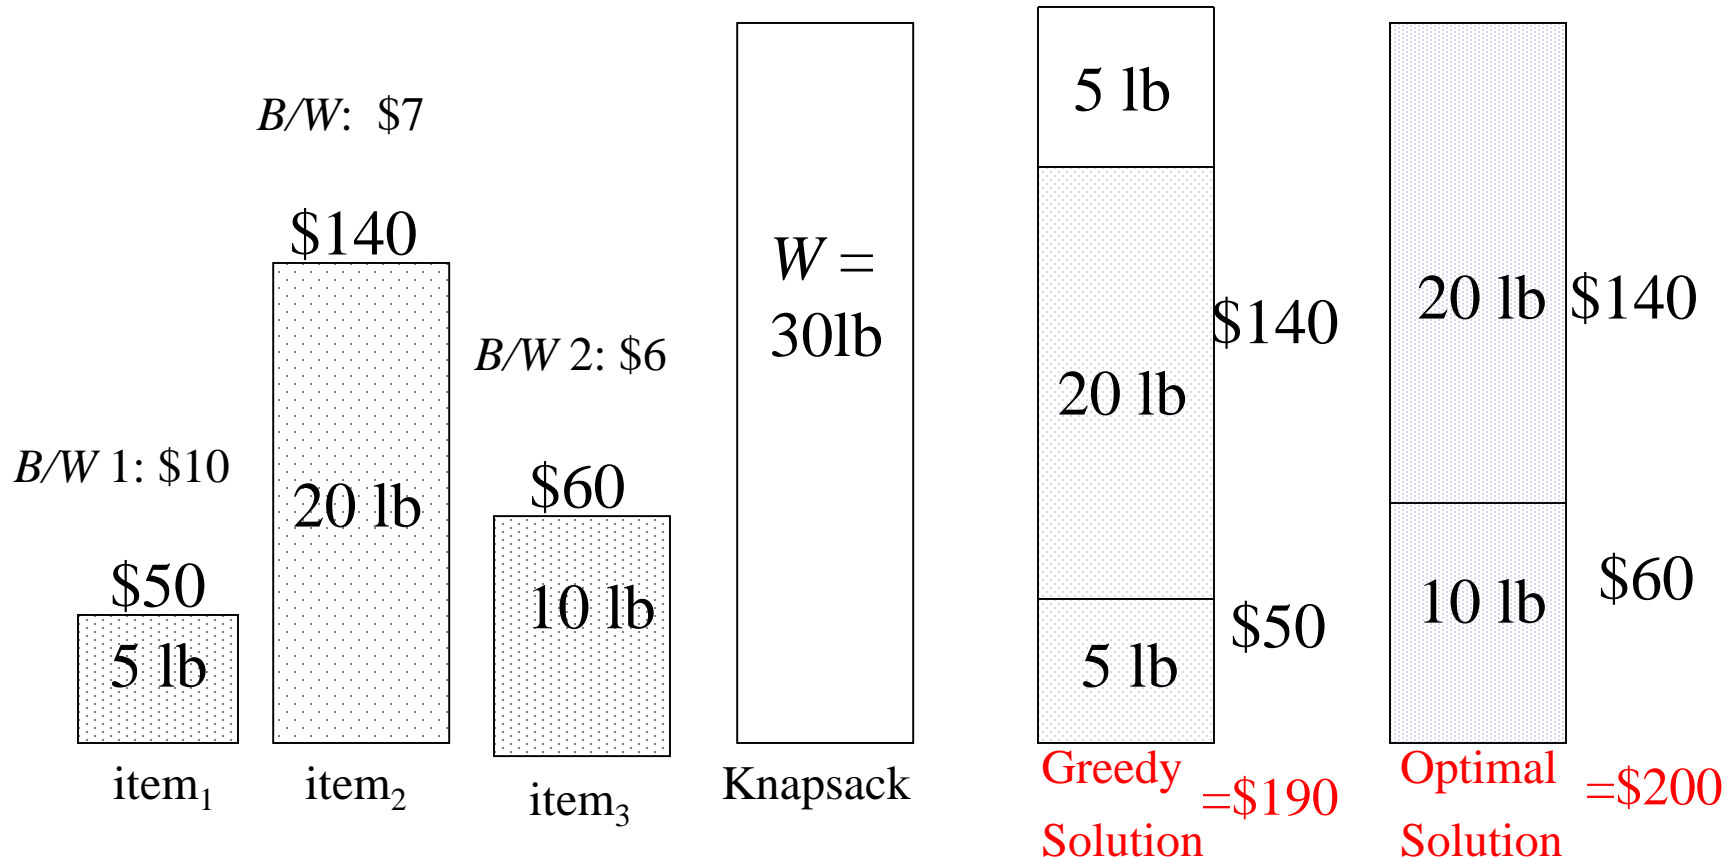 B/W: $7
$140
20 lb
item2
B/W 1: $10
$50
5 lb
item1
B/W 2: $6
$60
10 lb
item3
W =
30lb
Knapsack
5 lb
20 lb
$140
5 lb
$50
Greedy
Solution
=$190
20 lb
$140
10 lb
$60
Optimal
Solution
=$200